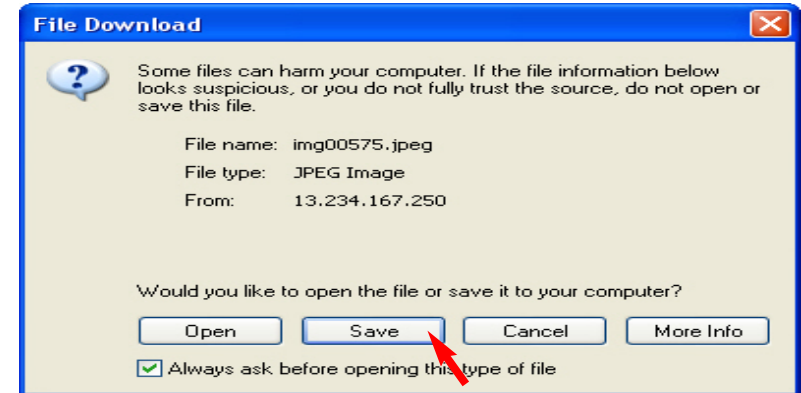 File Download
Some files can harm your computer. If the file information below
looks suspicious, or you do not fully trust the source, do not open or
save this file.
File name: img00575.jpeg
File type: JPEG Image
From: 13.234.167.250
Would you like to open the file or save it to your computer?
Open Save Cancel More Info
Always ask before opening this type of file